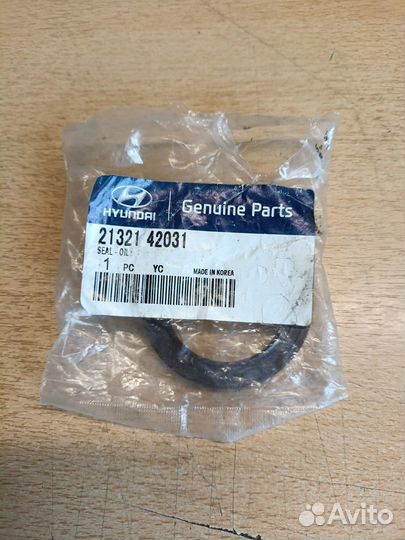 HYUNDAI
Genuine Parts
21321 42031
SEAL - OIL
1 PC YC MADE IN KOREA
Avito